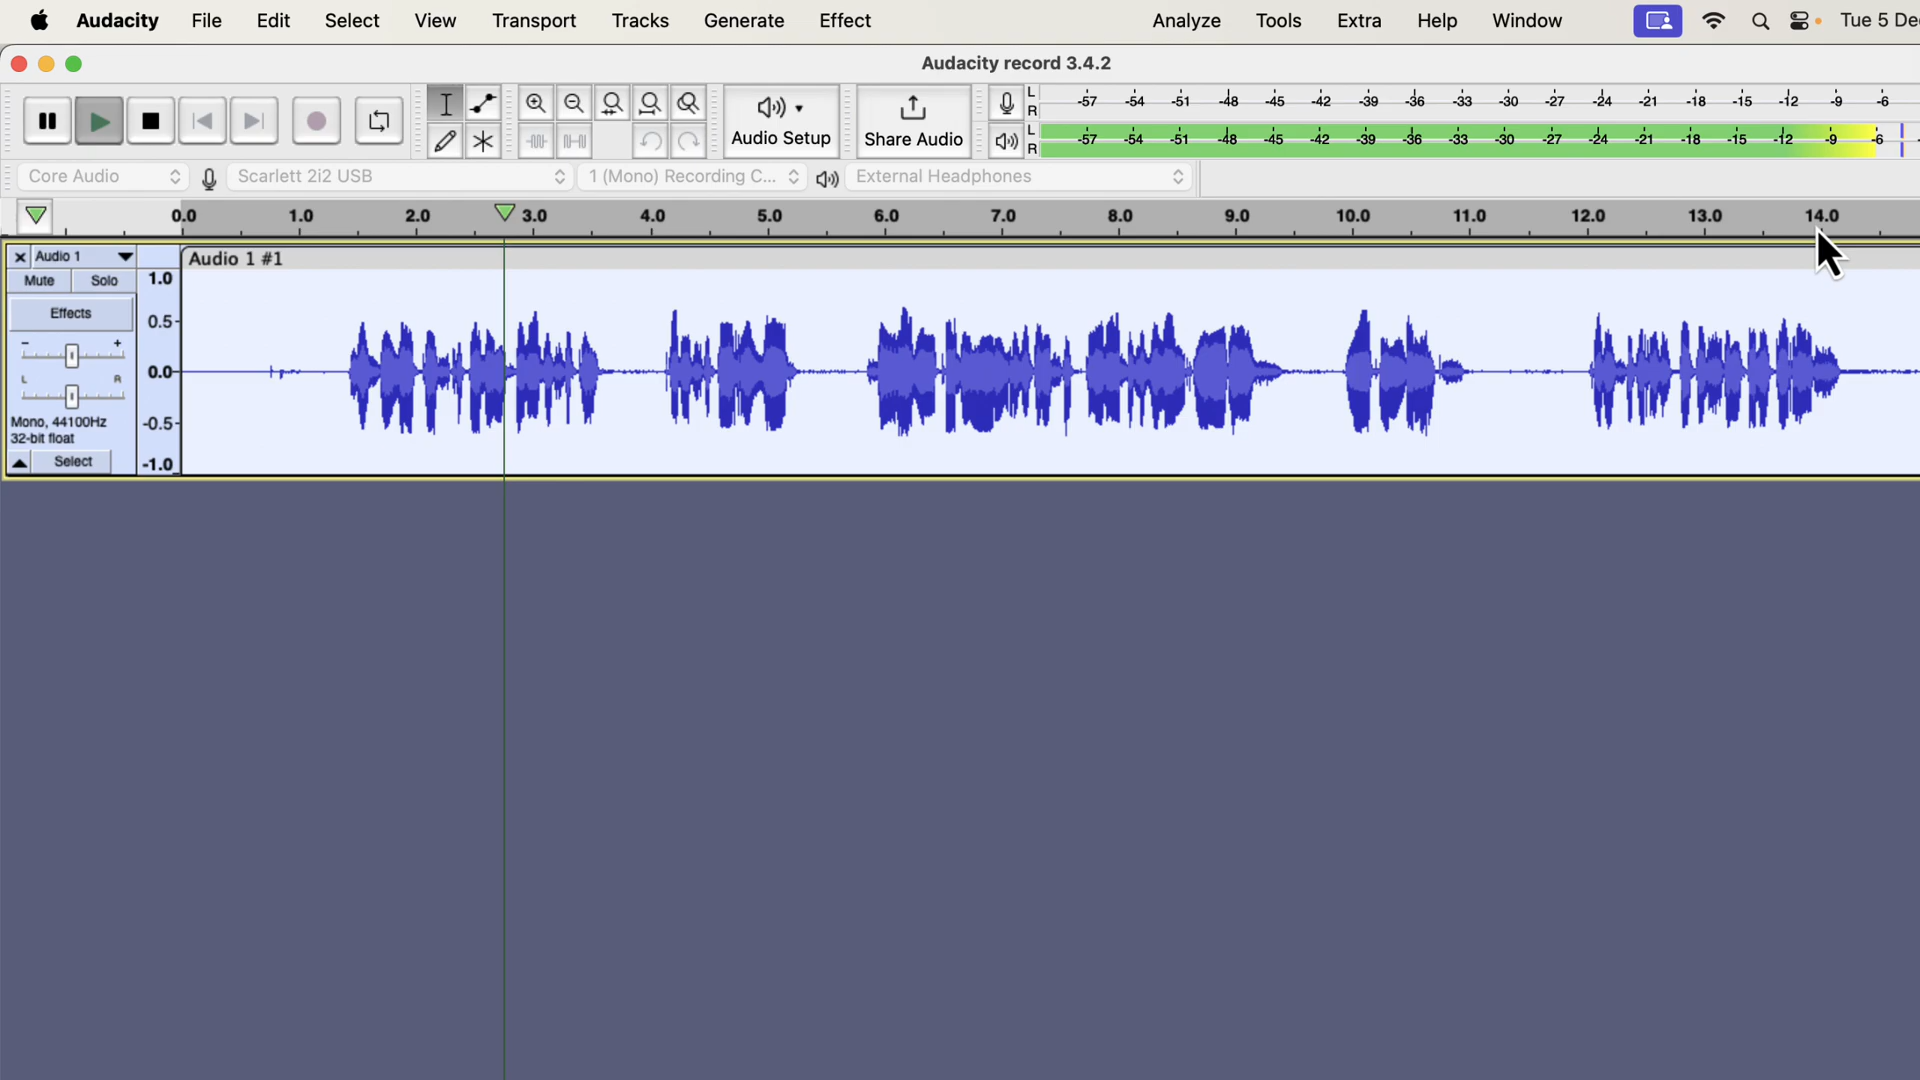 Audacity File Edit Select View Transport Tracks Generate Effect Analyze Tools Extra Help Window Tue 5 De
Audacity record 3.4.2
L -57 -54 -51 -48 -45 -42 -39 -36 -33 -30 -27 -24 -21 -18 -15 -12 -9 -6
R
Audio Setup Share Audio
L -57 -54 -51 -48 -45 -42 -39 -36 -33 -30 -27 -24 -21 -18 -15 -12 -9 -6
R
Core Audio Scarlett 2i2 USB 1 (Mono) Recording C... External Headphones
0.0 1.0 2.0 3.0 4.0 5.0 6.0 7.0 8.0 9.0 10.0 11.0 12.0 13.0 14.0
Audio 1 Audio 1 #1
Mute Solo 1.0
Effects 0.5
- +
0.0
L R
Mono, 44100Hz -0.5
32-bit float
Select -1.0